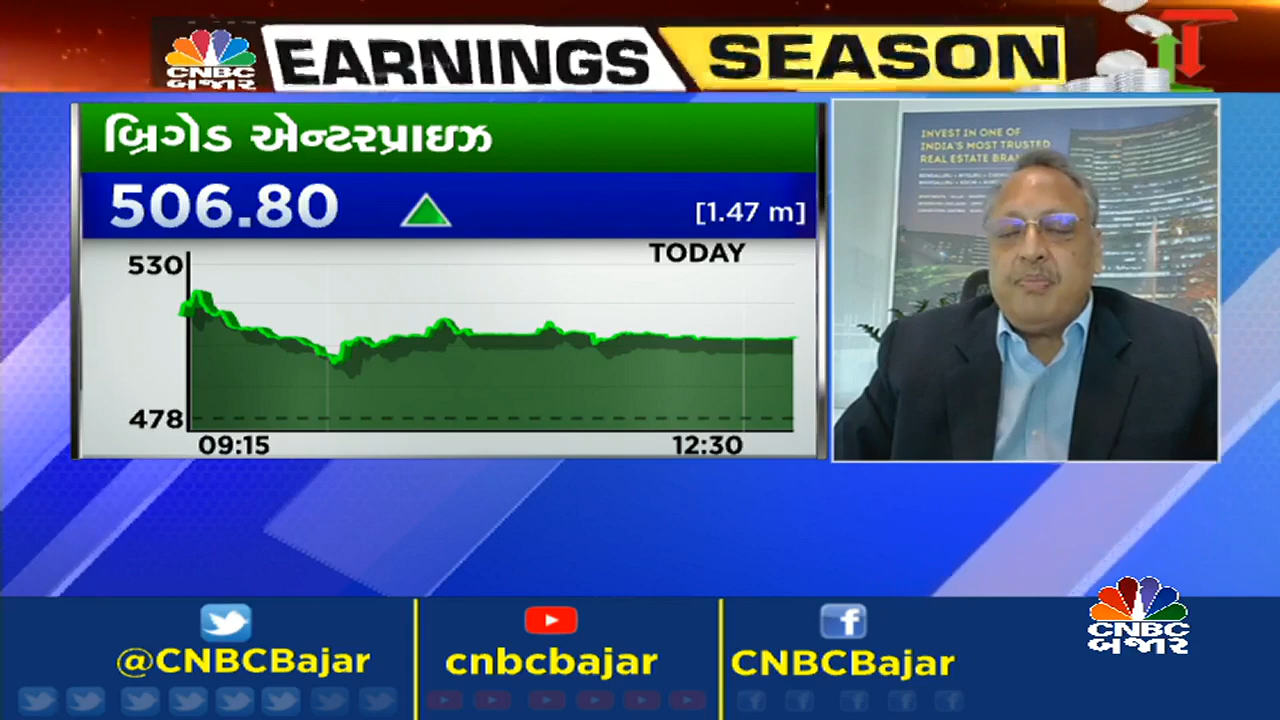 CNBC
બજાર
EARNINGS SEASON
બ્રિગેડ એન્ટરપ્રાઇઝ
506.80
[1.47 m]
TODAY
530
478
09:15
12:30
INVEST IN ONE OF
INDIA'S MOST TRUSTED
REAL ESTATE
@CNBCBajar
cnbcbajar
CNBCBajar
CNBC
બજાર